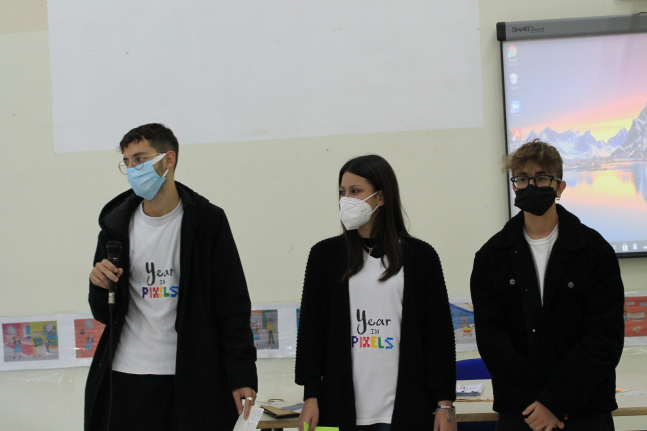 SMART Board
Year
IN
PIXELS
Year
IN
PIXELS